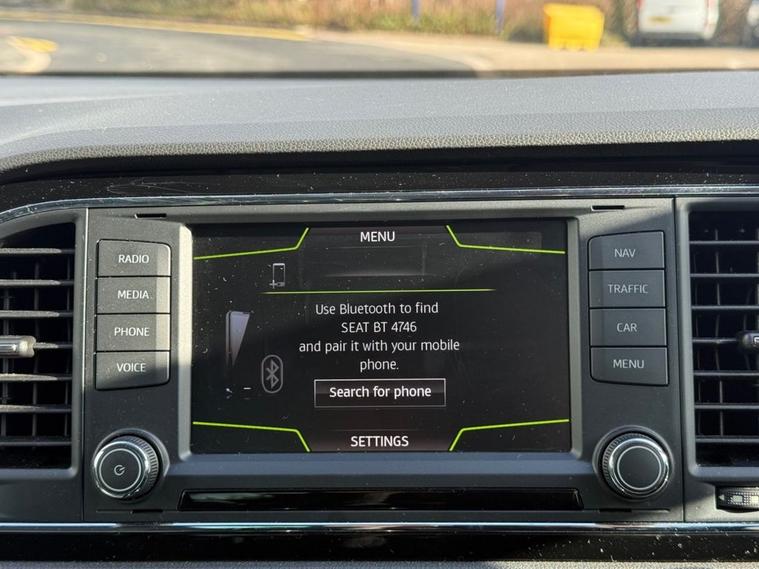 MENU
RADIO
MEDIA
PHONE
VOICE
Use Bluetooth to find
SEAT BT 4746
and pair it with your mobile
phone.
Search for phone
SETTINGS
NAV
TRAFFIC
CAR
MENU